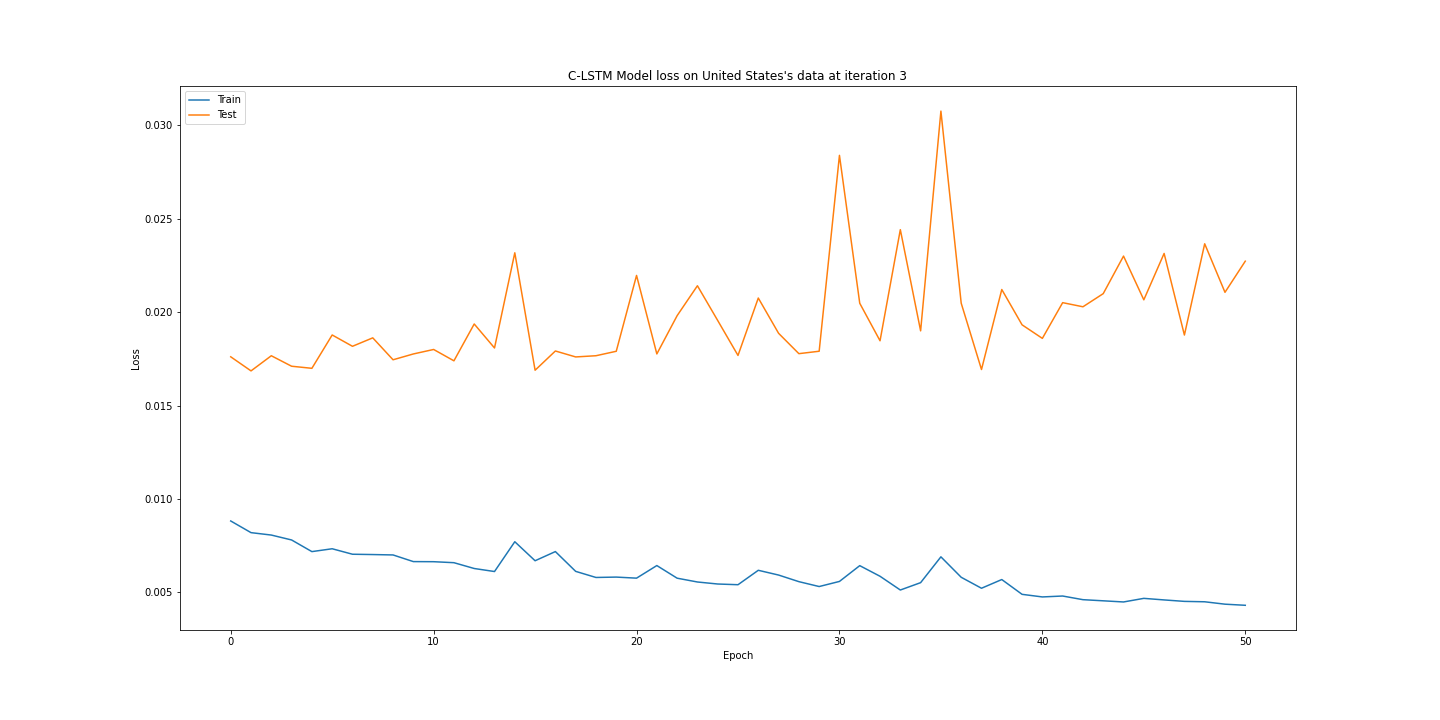 C-LSTM Model loss on United States's data at iteration 3
Train
Test
0.030
0.025
0.020
0.015
0.010
0.005
Loss
0 10 20 30 40 50
Epoch